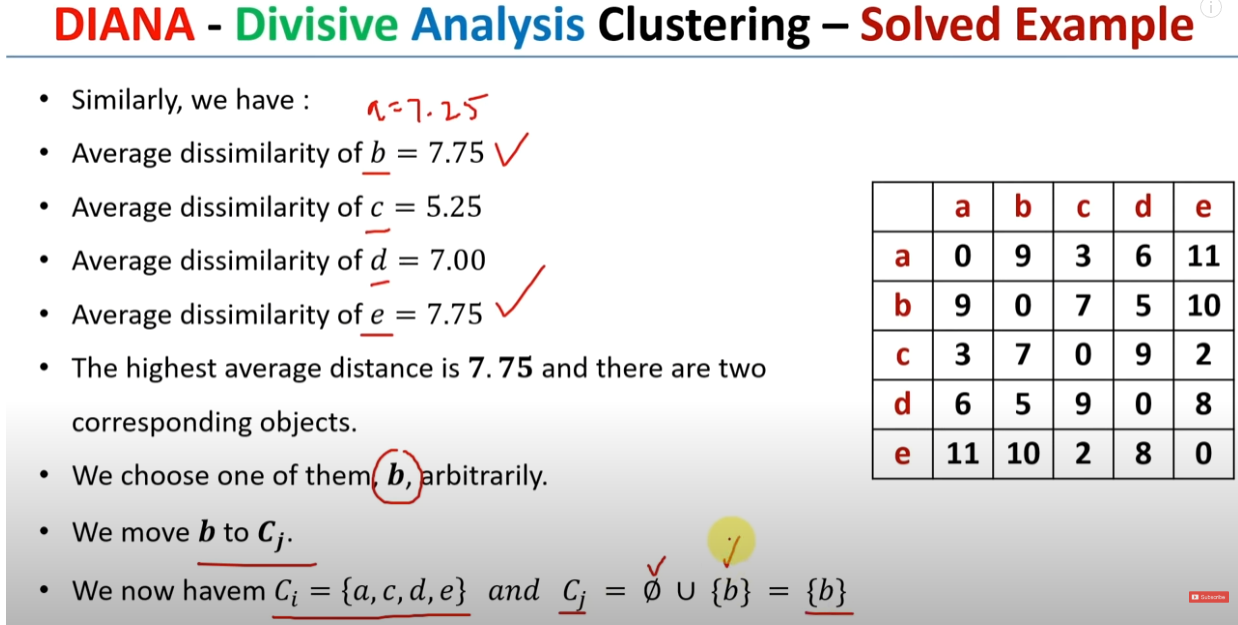 DIANA - Divisive Analysis Clustering – Solved Example
• Similarly, we have :
a=7.25
• Average dissimilarity of b = 7.75 ✓
• Average dissimilarity of c = 5.25
• Average dissimilarity of d = 7.00
• Average dissimilarity of e = 7.75 ✓
• The highest average distance is 7.75 and there are two
corresponding objects.
• We choose one of them, b, arbitrarily.
• We move b to Cⱼ.
• We now havem Cᵢ = {a, c, d, e} and Cⱼ = ∅ ∪ {b} = {b}
a b c d e
a 0 9 3 6 11
b 9 0 7 5 10
c 3 7 0 9 2
d 6 5 9 0 8
e 11 10 2 8 0
Subscribe